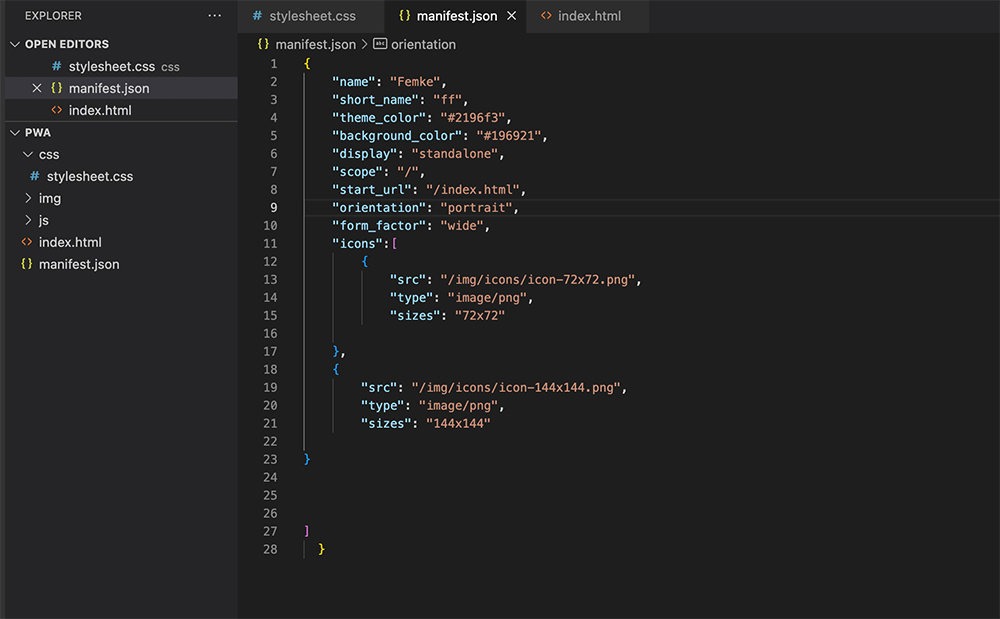 EXPLORER ...
OPEN EDITORS
# stylesheet.css css
{} manifest.json
<> index.html
PWA
css
# stylesheet.css
img
js
<> index.html
{} manifest.json
# stylesheet.css {} manifest.json <> index.html
{} manifest.json > abc orientation
1 {
2 "name": "Femke",
3 "short_name": "ff",
4 "theme_color": "#2196f3",
5 "background_color": "#196921",
6 "display": "standalone",
7 "scope": "/",
8 "start_url": "/index.html",
9 "orientation": "portrait",
10 "form_factor": "wide",
11 "icons":[
12 {
13 "src": "/img/icons/icon-72x72.png",
14 "type": "image/png",
15 "sizes": "72x72"
16
17 },
18 {
19 "src": "/img/icons/icon-144x144.png",
20 "type": "image/png",
21 "sizes": "144x144"
22
23 }
24
25
26
27 ]
28 }